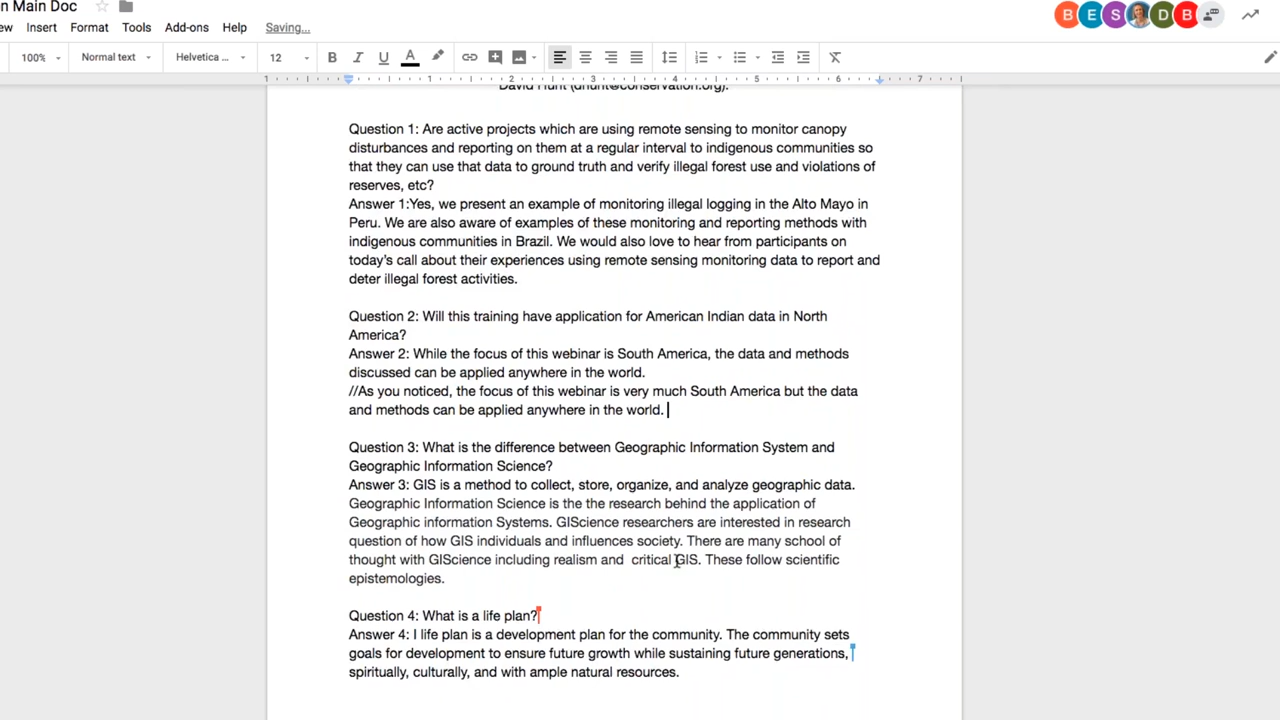 n Main Doc
B E S D B
ew Insert Format Tools Add-ons Help Saving...
100% Normal text Helvetica ... 12 B I U A
1 1 2 3 4 5 6 7
David Hunt (dhunt@conservation.org).
Question 1: Are active projects which are using remote sensing to monitor canopy
disturbances and reporting on them at a regular interval to indigenous communities so
that they can use that data to ground truth and verify illegal forest use and violations of
reserves, etc?
Answer 1:Yes, we present an example of monitoring illegal logging in the Alto Mayo in
Peru. We are also aware of examples of these monitoring and reporting methods with
indigenous communities in Brazil. We would also love to hear from participants on
today's call about their experiences using remote sensing monitoring data to report and
deter illegal forest activities.
Question 2: Will this training have application for American Indian data in North
America?
Answer 2: While the focus of this webinar is South America, the data and methods
discussed can be applied anywhere in the world.
//As you noticed, the focus of this webinar is very much South America but the data
and methods can be applied anywhere in the world.
Question 3: What is the difference between Geographic Information System and
Geographic Information Science?
Answer 3: GIS is a method to collect, store, organize, and analyze geographic data.
Geographic Information Science is the the research behind the application of
Geographic information Systems. GIScience researchers are interested in research
question of how GIS individuals and influences society. There are many school of
thought with GIScience including realism and critical GIS. These follow scientific
epistemologies.
Question 4: What is a life plan?
Answer 4: I life plan is a development plan for the community. The community sets
goals for development to ensure future growth while sustaining future generations,
spiritually, culturally, and with ample natural resources.